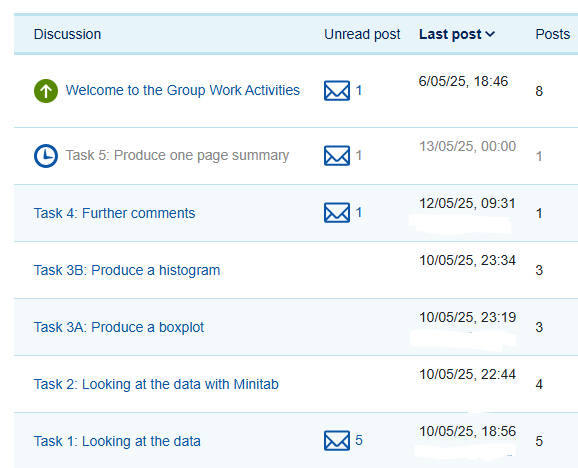 Discussion Unread post Last post Posts
Welcome to the Group Work Activities 1 6/05/25, 18:46 8
Task 5: Produce one page summary 1 13/05/25, 00:00 1
Task 4: Further comments 1 12/05/25, 09:31 1
Task 3B: Produce a histogram 10/05/25, 23:34 3
Task 3A: Produce a boxplot 10/05/25, 23:19 3
Task 2: Looking at the data with Minitab 10/05/25, 22:44 4
Task 1: Looking at the data 5 10/05/25, 18:56 5